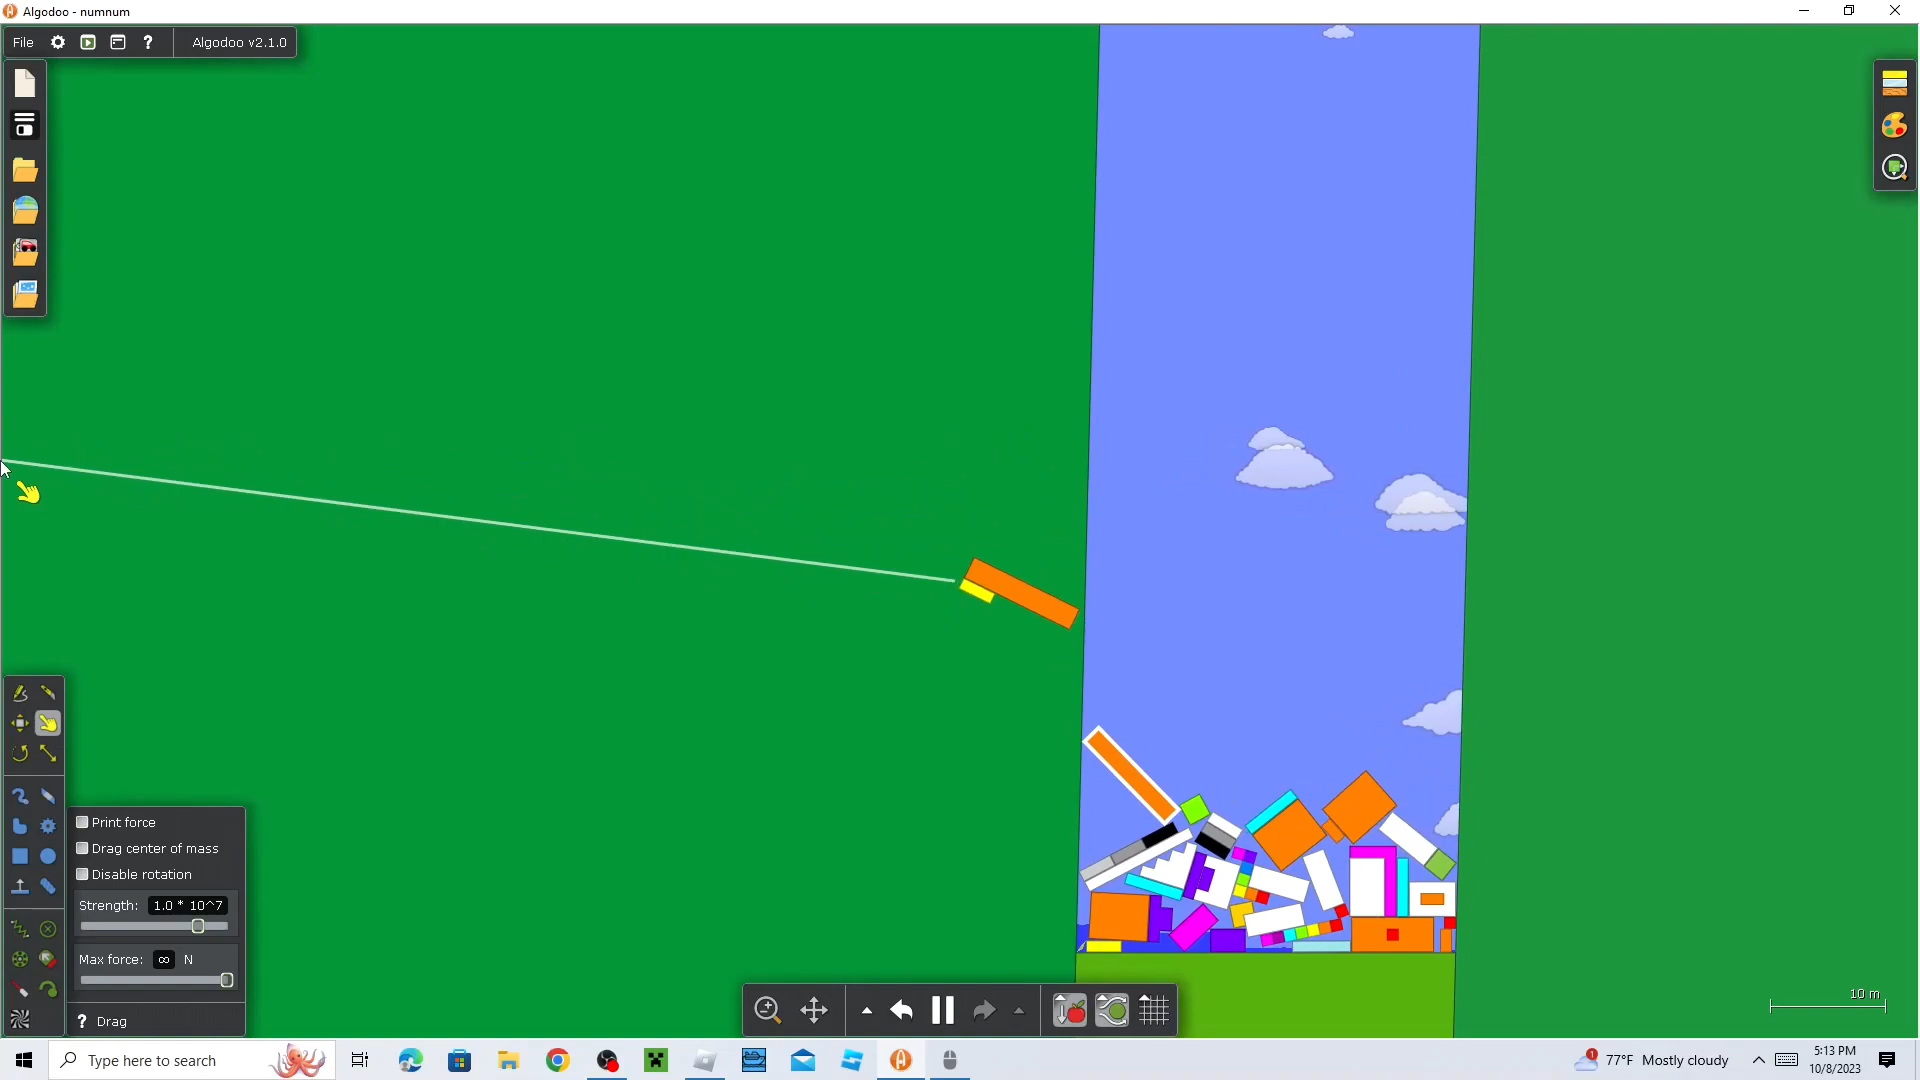 Algodoo - numnum
File
?
Algodoo v2.1.0
Print force
Drag center of mass
Disable rotation
Strength: 1.0 * 10^7
Max force: ∞ N
? Drag
10 m
Type here to search
1
77°F Mostly cloudy
5:13 PM
10/8/2023